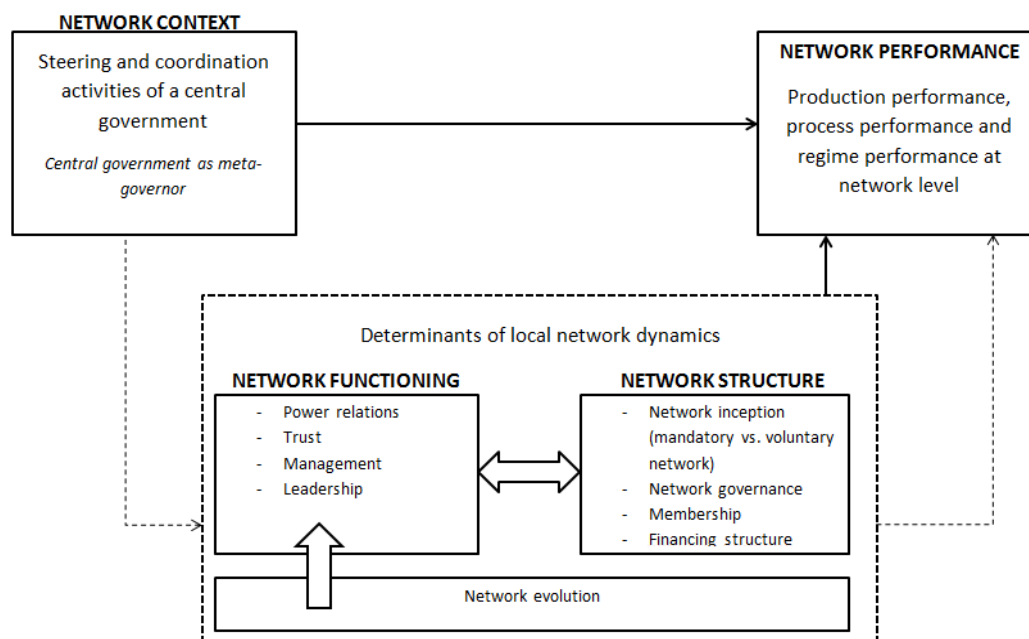 NETWORK CONTEXT
Steering and coordination
activities of a central
government
Central government as meta-
governor
NETWORK PERFORMANCE
Production performance,
process performance and
regime performance at
network level
Determinants of local network dynamics
NETWORK FUNCTIONING
- Power relations
- Trust
- Management
- Leadership
NETWORK STRUCTURE
- Network inception
(mandatory vs. voluntary
network)
- Network governance
- Membership
- Financing structure
Network evolution